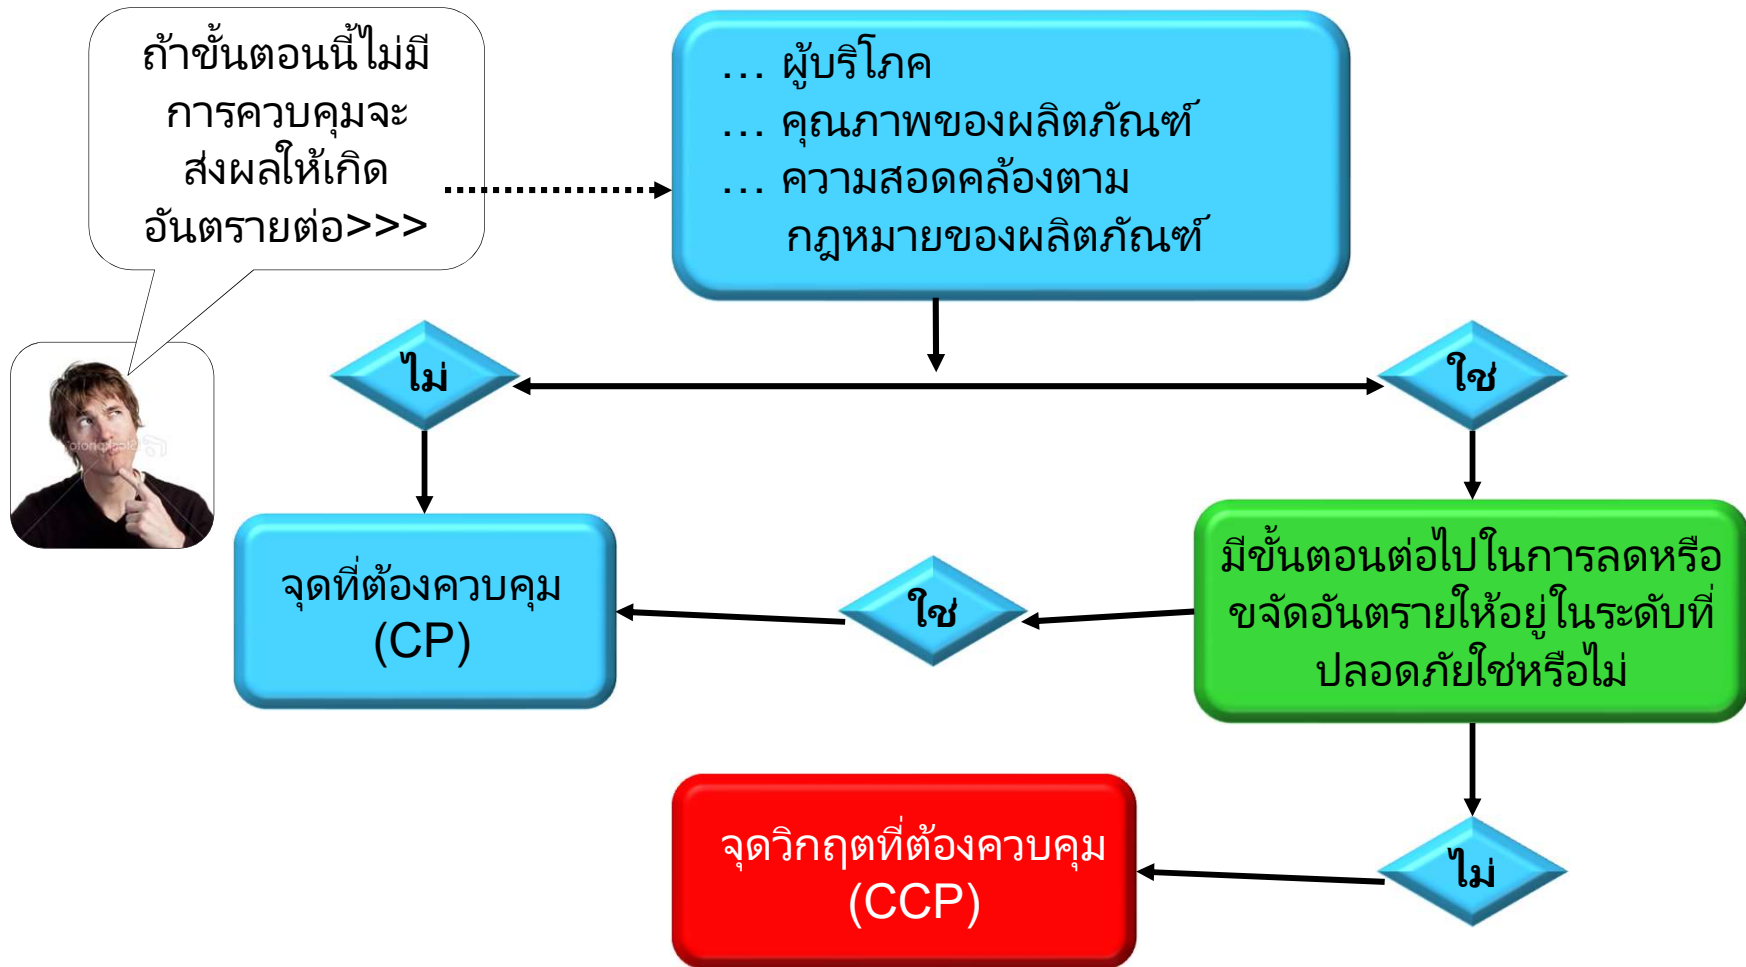 ถ้าขั้นตอนนี้ไม่มี
การควบคุมจะ
ส่งผลให้เกิด
อันตรายต่อ>>>
... ผู้บริโภค
... คุณภาพของผลิตภัณฑ์
... ความสอดคล้องตาม
กฎหมายของผลิตภัณฑ์
ไม่
ใช่
จุดที่ต้องควบคุม
(CP)
ใช่
มีขั้นตอนต่อไปในการลดหรือ
ขจัดอันตรายให้อยู่ในระดับที่
ปลอดภัยใช่หรือไม่
จุดวิกฤตที่ต้องควบคุม
(CCP)
ไม่